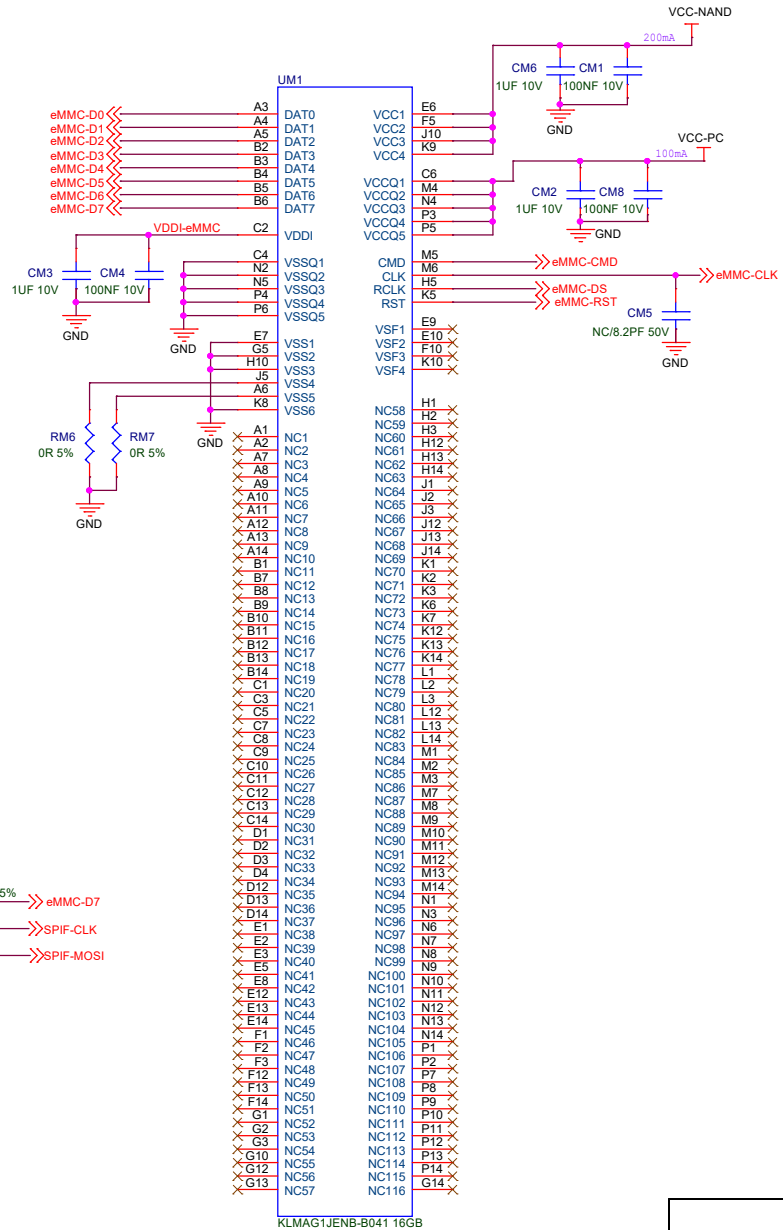 VCC-NAND
200mA
CM6 CM1
1UF 10V 100NF 10V
GND
UM1
eMMC-D0 A3 DAT0 VCC1 E6
eMMC-D1 A4 DAT1 VCC2 F5
eMMC-D2 A5 DAT2 VCC3 J10
eMMC-D3 B2 DAT3 VCC4 K9
eMMC-D4 B3 DAT4
eMMC-D5 B4 DAT5 VCCQ1 C6
eMMC-D6 B5 DAT6 VCCQ2 M4
eMMC-D7 B6 DAT7 VCCQ3 N4
VCCQ4 P3
VCCQ5 P5
VCC-PC
100mA
CM2 CM8
1UF 10V 100NF 10V
GND
VDDI-eMMC C2 VDDI
CM3 CM4
1UF 10V 100NF 10V
GND
C4 VSSQ1 CMD M5 eMMC-CMD
N2 VSSQ2 CLK M6 eMMC-CLK
N5 VSSQ3 RCLK H5 eMMC-DS
P4 VSSQ4 RST K5 eMMC-RST
P6 VSSQ5
GND
CM5
NC/8.2PF 50V
GND
E7 VSS1 VSF1 E9
G5 VSS2 VSF2 E10
H10 VSS3 VSF3 F10
J5 VSS4 VSF4 K10
A6 VSS5
K8 VSS6
GND
RM6 RM7
0R 5% 0R 5%
GND
NC58 H1
NC59 H2
A1 NC1 NC60 H3
A2 NC2 NC61 H12
A7 NC3 NC62 H13
A8 NC4 NC63 H14
A9 NC5 NC64 J1
A10 NC6 NC65 J2
A11 NC7 NC66 J3
A12 NC8 NC67 J12
A13 NC9 NC68 J13
A14 NC10 NC69 J14
B1 NC11 NC70 K1
B7 NC12 NC71 K2
B8 NC13 NC72 K3
B9 NC14 NC73 K6
B10 NC15 NC74 K7
B11 NC16 NC75 K12
B12 NC17 NC76 K13
B13 NC18 NC77 K14
B14 NC19 NC78 L1
C1 NC20 NC79 L2
C3 NC21 NC80 L3
C5 NC22 NC81 L12
C7 NC23 NC82 L13
C8 NC24 NC83 L14
C9 NC25 NC84 M1
C10 NC26 NC85 M2
C11 NC27 NC86 M3
C12 NC28 NC87 M7
C13 NC29 NC88 M8
C14 NC30 NC89 M9
D1 NC31 NC90 M10
D2 NC32 NC91 M11
D3 NC33 NC92 M12
D4 NC34 NC93 M13
D12 NC35 NC94 M14
D13 NC36 NC95 N1
D14 NC37 NC96 N3
E1 NC38 NC97 N6
E2 NC39 NC98 N7
E3 NC40 NC99 N8
E5 NC41 NC100 N9
E8 NC42 NC101 N10
E12 NC43 NC102 N11
E13 NC44 NC103 N12
E14 NC45 NC104 N13
F1 NC46 NC105 N14
F2 NC47 NC106 P1
F3 NC48 NC107 P2
F12 NC49 NC108 P7
F13 NC50 NC109 P8
F14 NC51 NC110 P9
G1 NC52 NC111 P10
G2 NC53 NC112 P11
G3 NC54 NC113 P12
G10 NC55 NC114 P13
G12 NC56 NC115 P14
G13 NC57 NC116 G14
5% eMMC-D7
SPIF-CLK
SPIF-MOSI
KLMAG1JENB-B041 16GB